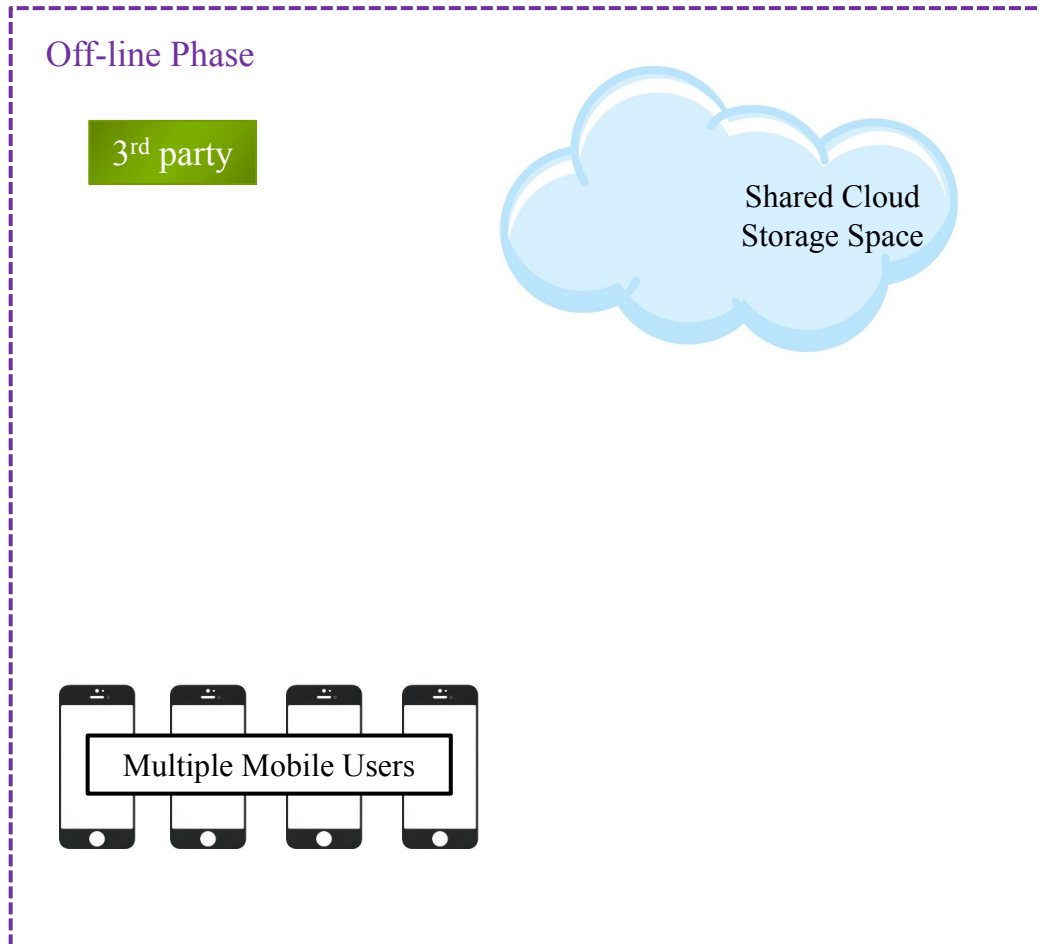 Off-line Phase
3rd party
Shared Cloud
Storage Space
Multiple Mobile Users